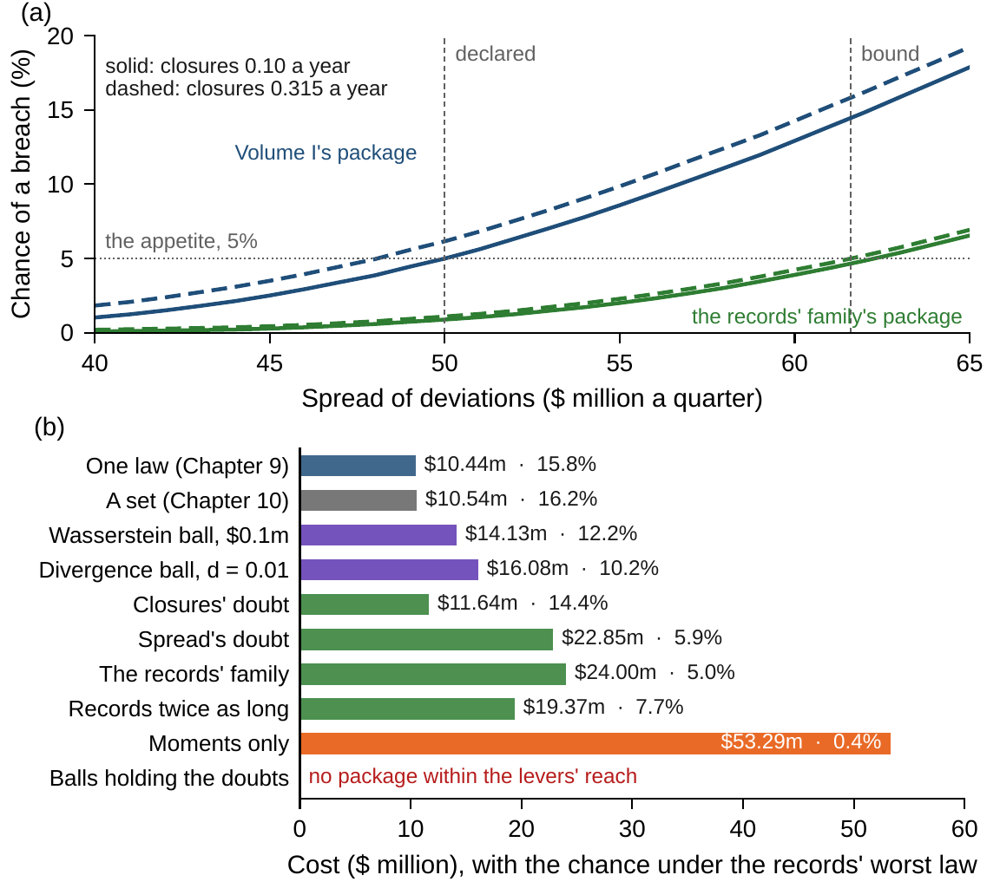 (a)
Chance of a breach (%)
20
15
10
5
0
solid: closures 0.10 a year
dashed: closures 0.315 a year
declared
bound
Volume I's package
the appetite, 5%
the records' family's package
40 45 50 55 60 65
Spread of deviations ($ million a quarter)
(b)
One law (Chapter 9) $10.44m · 15.8%
A set (Chapter 10) $10.54m · 16.2%
Wasserstein ball, $0.1m $14.13m · 12.2%
Divergence ball, d = 0.01 $16.08m · 10.2%
Closures' doubt $11.64m · 14.4%
Spread's doubt $22.85m · 5.9%
The records' family $24.00m · 5.0%
Records twice as long $19.37m · 7.7%
Moments only $53.29m · 0.4%
Balls holding the doubts no package within the levers' reach
0 10 20 30 40 50 60
Cost ($ million), with the chance under the records' worst law